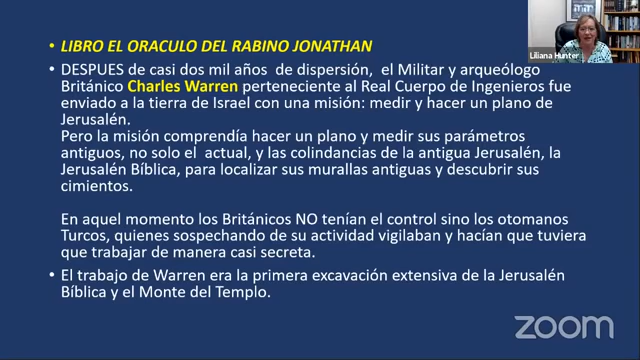 Liliana Hunter
• LIBRO EL ORACULO DEL RABINO JONATHAN
• DESPUES de casi dos mil años de dispersión, el Militar y arqueólogo
Británico Charles Warren perteneciente al Real Cuerpo de Ingenieros fue
enviado a la tierra de Israel con una misión: medir y hacer un plano de
Jerusalén.
Pero la misión comprendía hacer un plano y medir sus parámetros
antiguos, no solo el actual, y las colindancias de la antigua Jerusalén, la
Jerusalén Bíblica, para localizar sus murallas antiguas y descubrir sus
cimientos.
En aquel momento los Británicos NO tenían el control sino los otomanos
Turcos, quienes sospechando de su actividad vigilaban y hacían que tuviera
que trabajar de manera casi secreta.
• El trabajo de Warren era la primera excavación extensiva de la Jerusalén
Bíblica y el Monte del Templo.
zoom